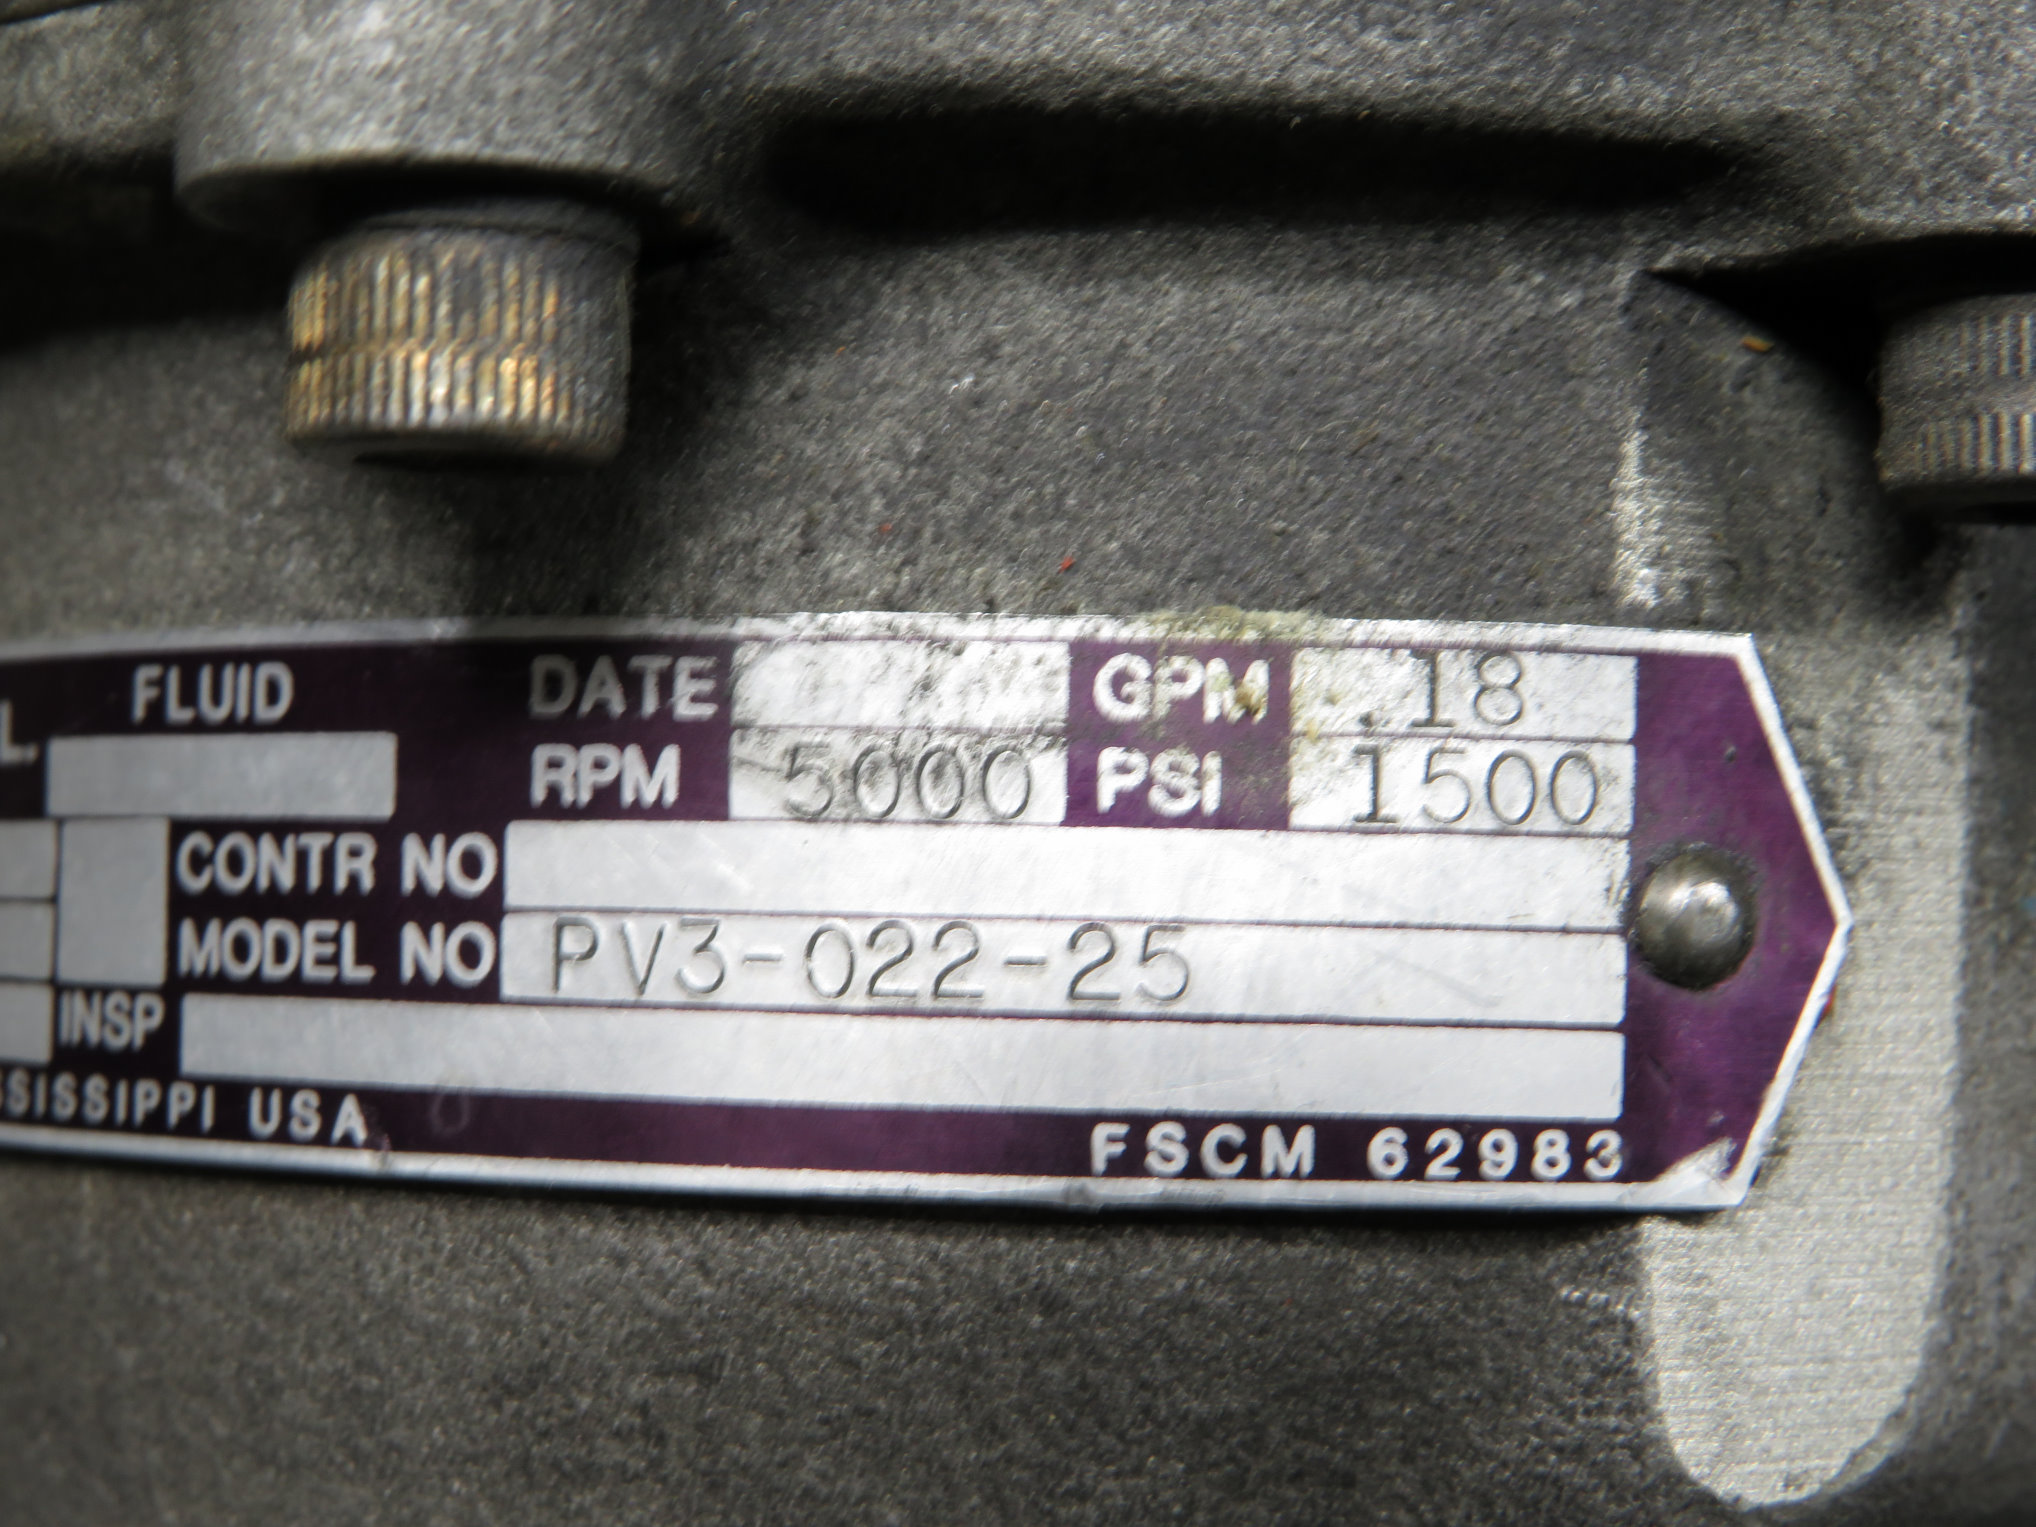 FLUID DATE GPM 18
L. RPM 5000 PSI 1500
CONTR NO
MODEL NO PV3-022-25
INSP
SSISSIPPI USA
FSCM 62983